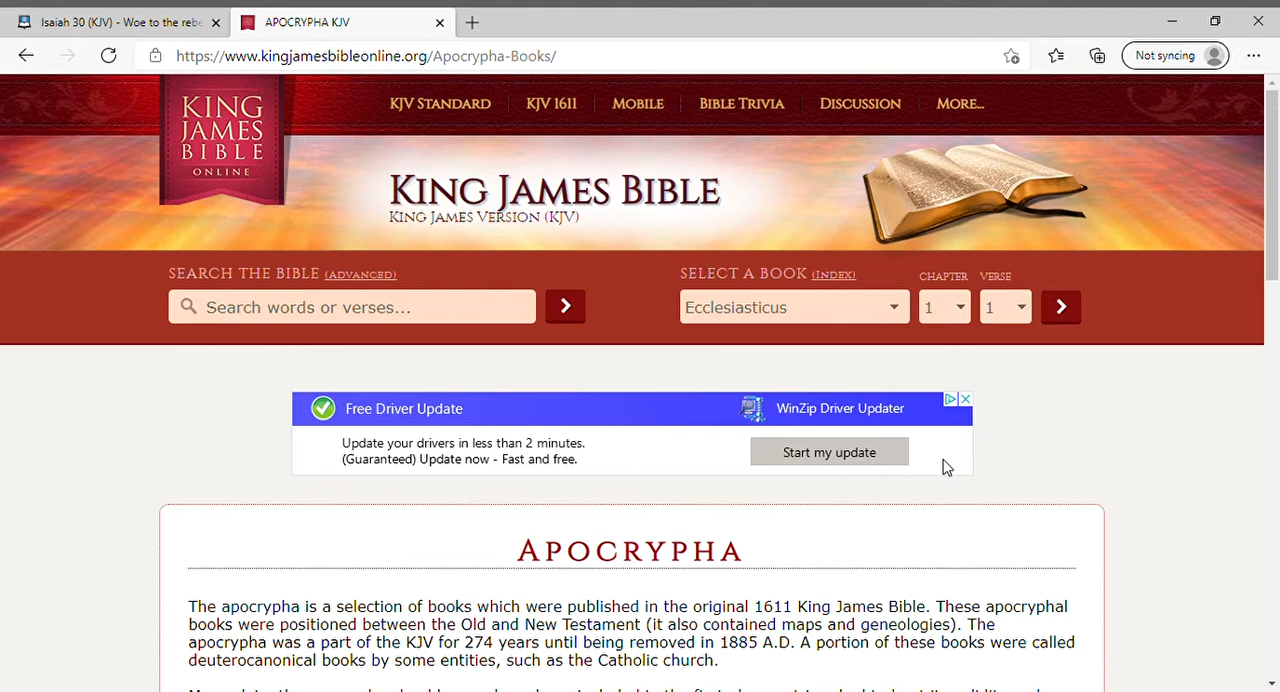 Isaiah 30 (KJV) - Woe to the rebe
APOCRYPHA KJV
https://www.kingjamesbibleonline.org/Apocrypha-Books/
Not syncing
KING
JAMES
BIBLE
ONLINE
KJV STANDARD
KJV 1611
MOBILE
BIBLE TRIVIA
DISCUSSION
MORE...
KING JAMES BIBLE
KING JAMES VERSION (KJV)
SEARCH THE BIBLE (ADVANCED)
Search words or verses...
SELECT A BOOK (INDEX)
CHAPTER
VERSE
Ecclesiasticus
1
1
Free Driver Update
WinZip Driver Updater
Update your drivers in less than 2 minutes.
(Guaranteed) Update now - Fast and free.
Start my update
APOCRYPHA
The apocrypha is a selection of books which were published in the original 1611 King James Bible. These apocryphal
books were positioned between the Old and New Testament (it also contained maps and geneologies). The
apocrypha was a part of the KJV for 274 years until being removed in 1885 A.D. A portion of these books were called
deuterocanonical books by some entities, such as the Catholic church.